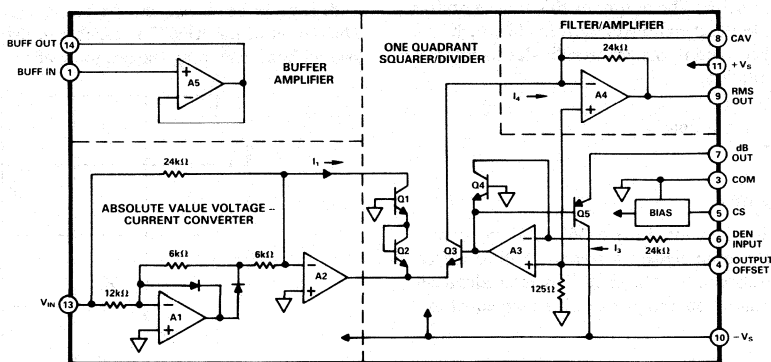 FILTER/AMPLIFIER
BUFF OUT 14
BUFF IN 1
A5
BUFFER
AMPLIFIER
ONE QUADRANT
SQUARER/DIVIDER
24kΩ
I4
A4
8 CAV
11 +VS
9 RMS
OUT
24kΩ
I1
ABSOLUTE VALUE VOLTAGE –
CURRENT CONVERTER
6kΩ
6kΩ
VIN 13
12kΩ
A1
A2
Q1
Q2
Q3
Q4
A3
Q5
I3
125Ω
24kΩ
BIAS
dB
7 OUT
3 COM
5 CS
6 DEN
INPUT
4 OUTPUT
OFFSET
10 –VS